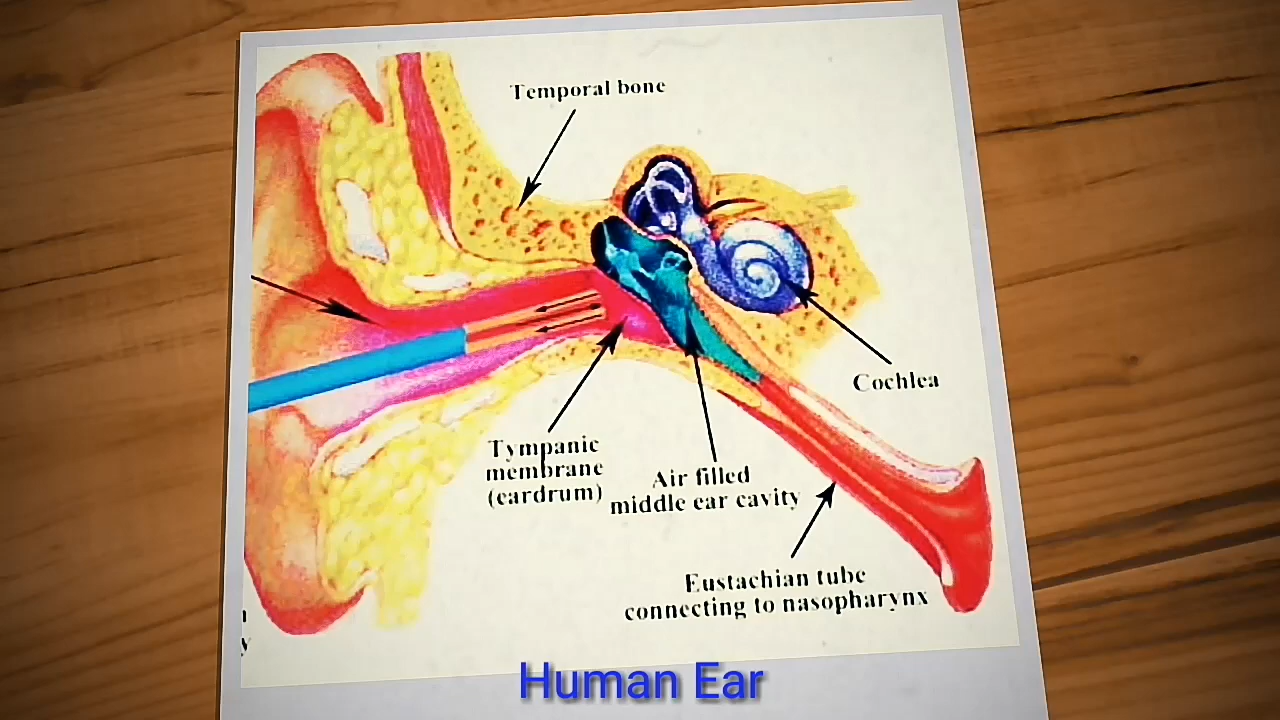 Temporal bone
Cochlea
Tympanic
membrane
(eardrum)
Air filled
middle ear cavity
Eustachian tube
connecting to nasopharynx
Human Ear